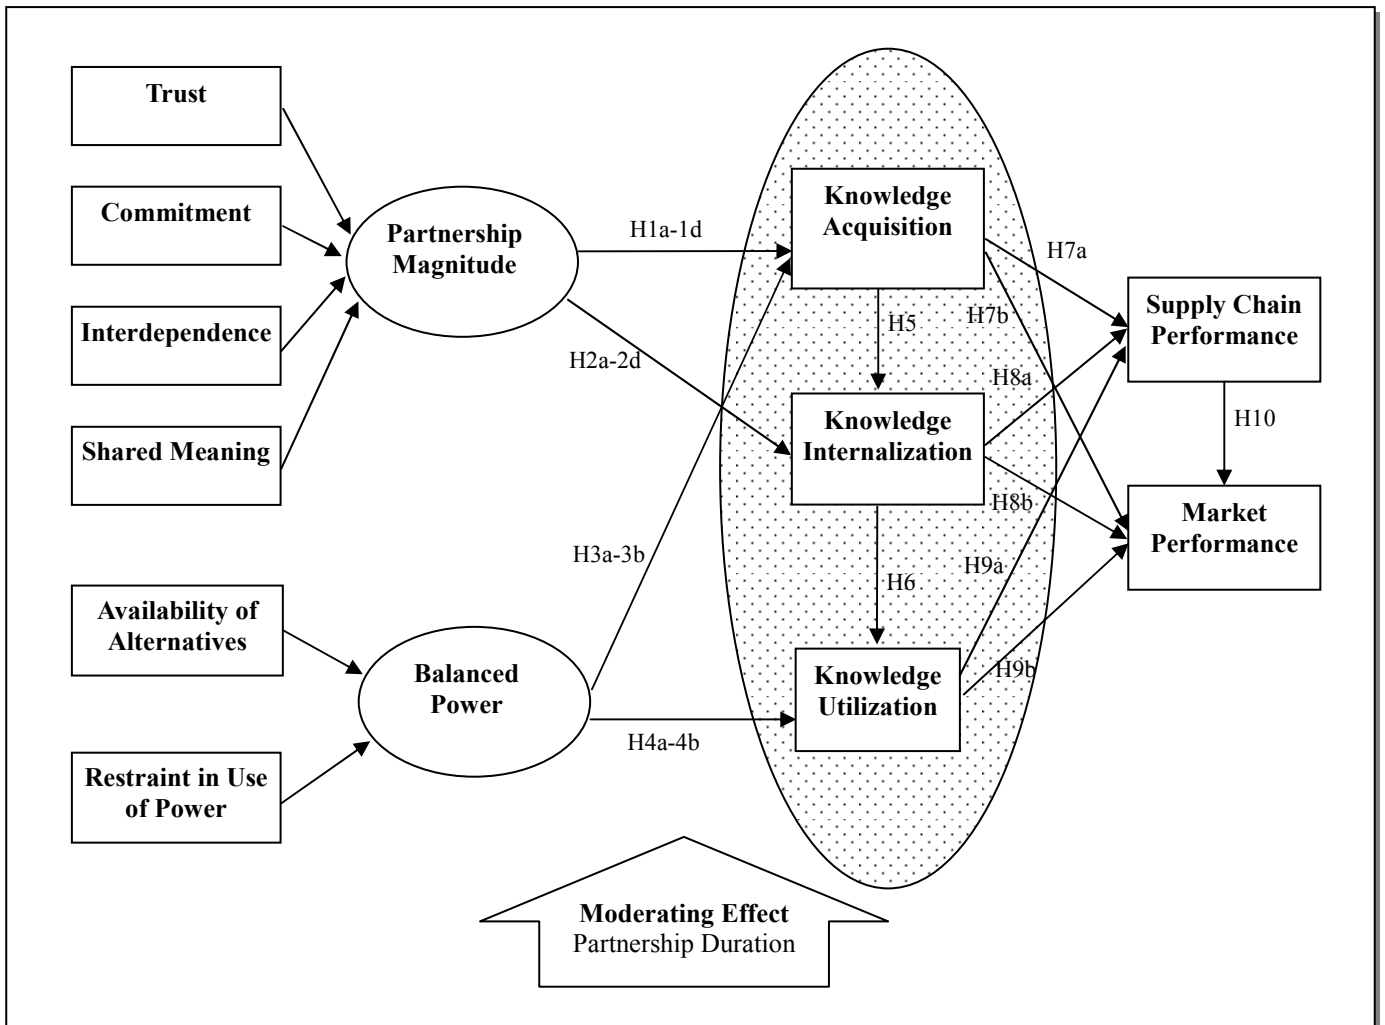 Trust
Commitment
Interdependence
Shared Meaning
Availability of
Alternatives
Restraint in Use
of Power
Partnership
Magnitude
Balanced
Power
H1a-1d
H2a-2d
H3a-3b
H4a-4b
Knowledge
Acquisition
H5
Knowledge
Internalization
H6
Knowledge
Utilization
H7a
H7b
H8a
H8b
H9a
H9b
Supply Chain
Performance
H10
Market
Performance
Moderating Effect
Partnership Duration